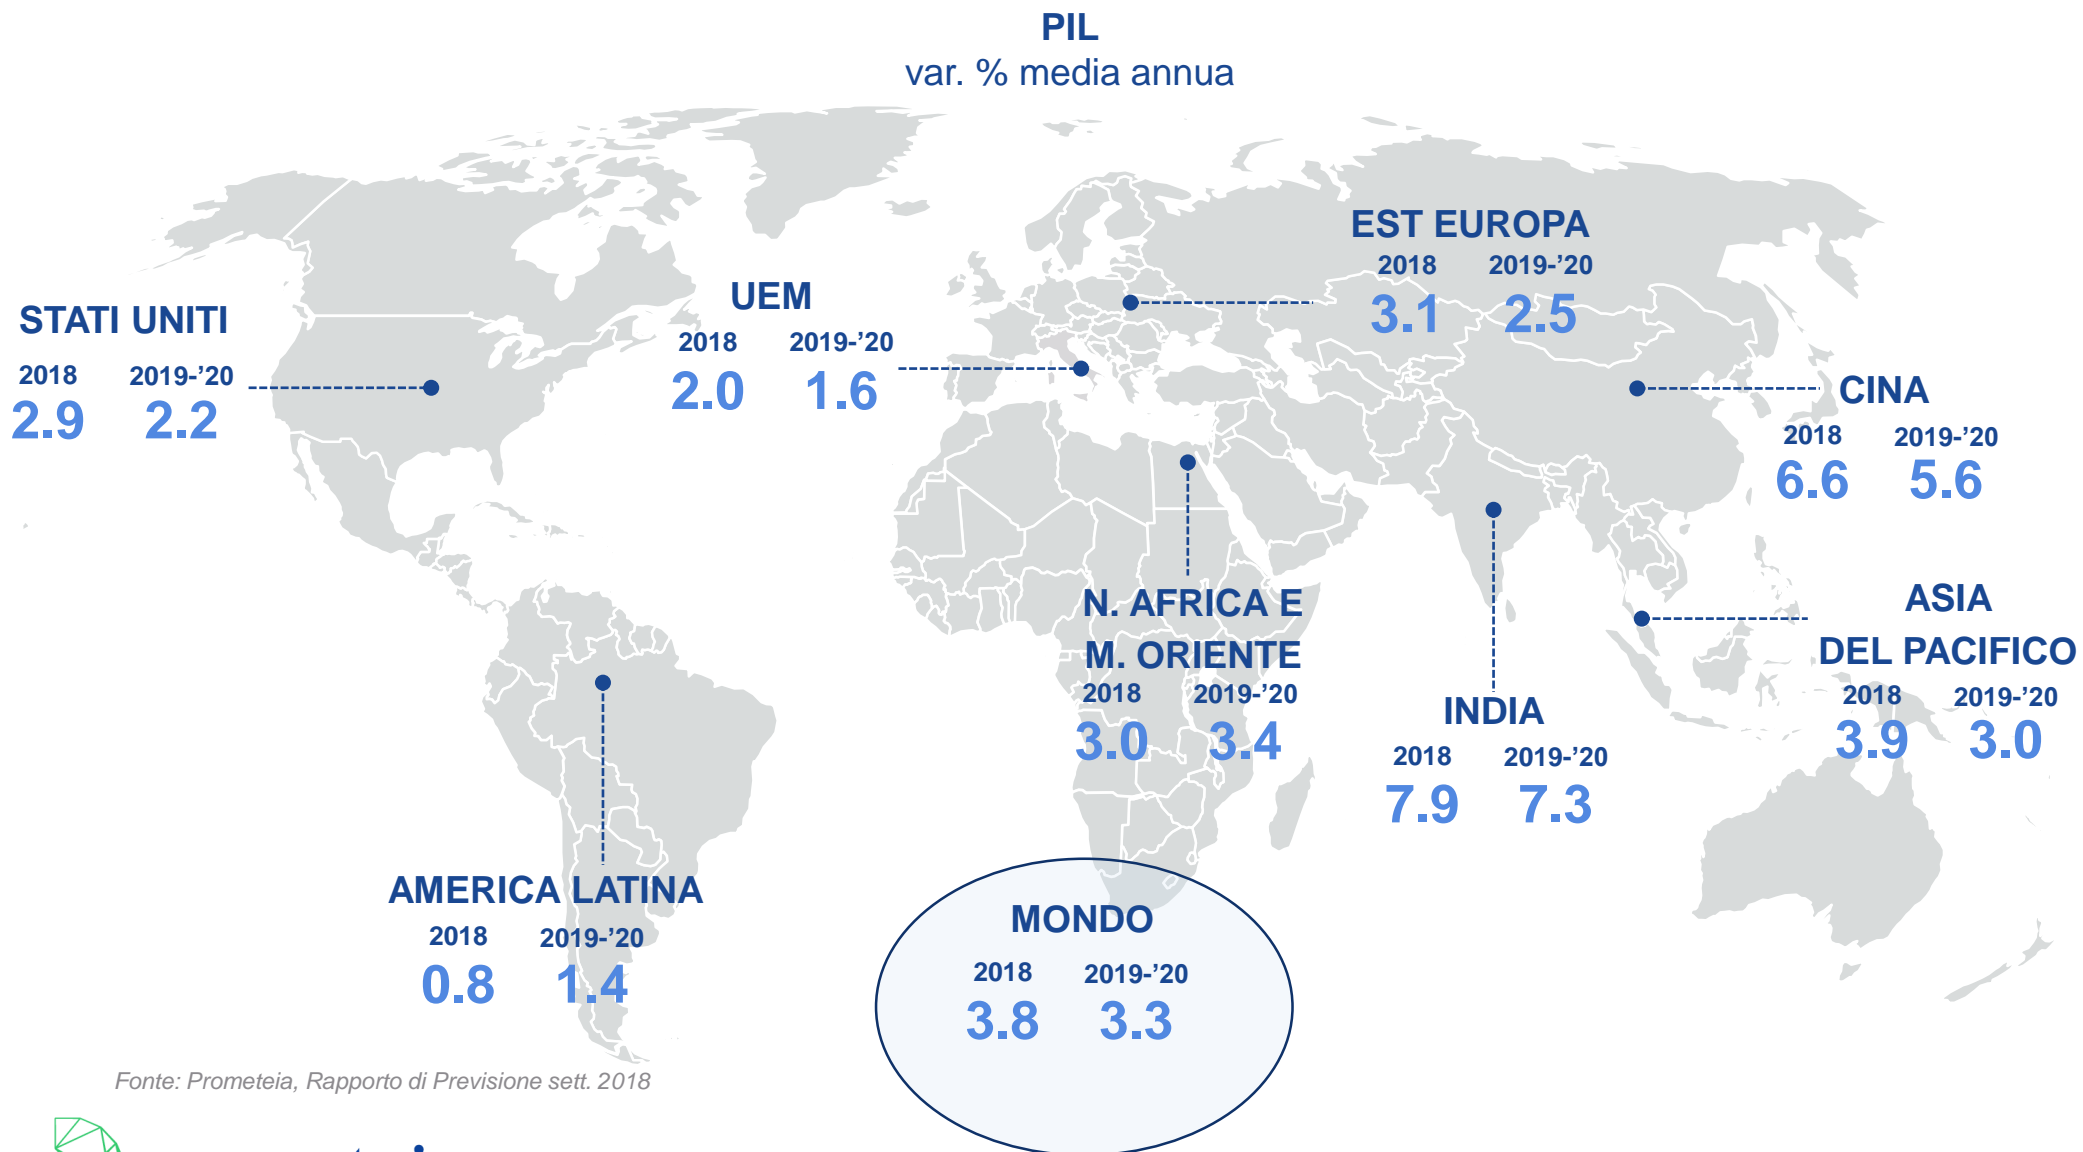 PIL
var. % media annua
EST EUROPA
2018 2019-’20
3.1 2.5
UEM
2018 2019-’20
2.0 1.6
STATI UNITI
2018 2019-’20
2.9 2.2
CINA
2018 2019-’20
6.6 5.6
N. AFRICA E
M. ORIENTE
2018 2019-’20
3.0 3.4
ASIA
DEL PACIFICO
2018 2019-’20
3.9 3.0
INDIA
2018 2019-’20
7.9 7.3
AMERICA LATINA
2018 2019-’20
0.8 1.4
MONDO
2018 2019-’20
3.8 3.3
Fonte: Prometeia, Rapporto di Previsione sett. 2018